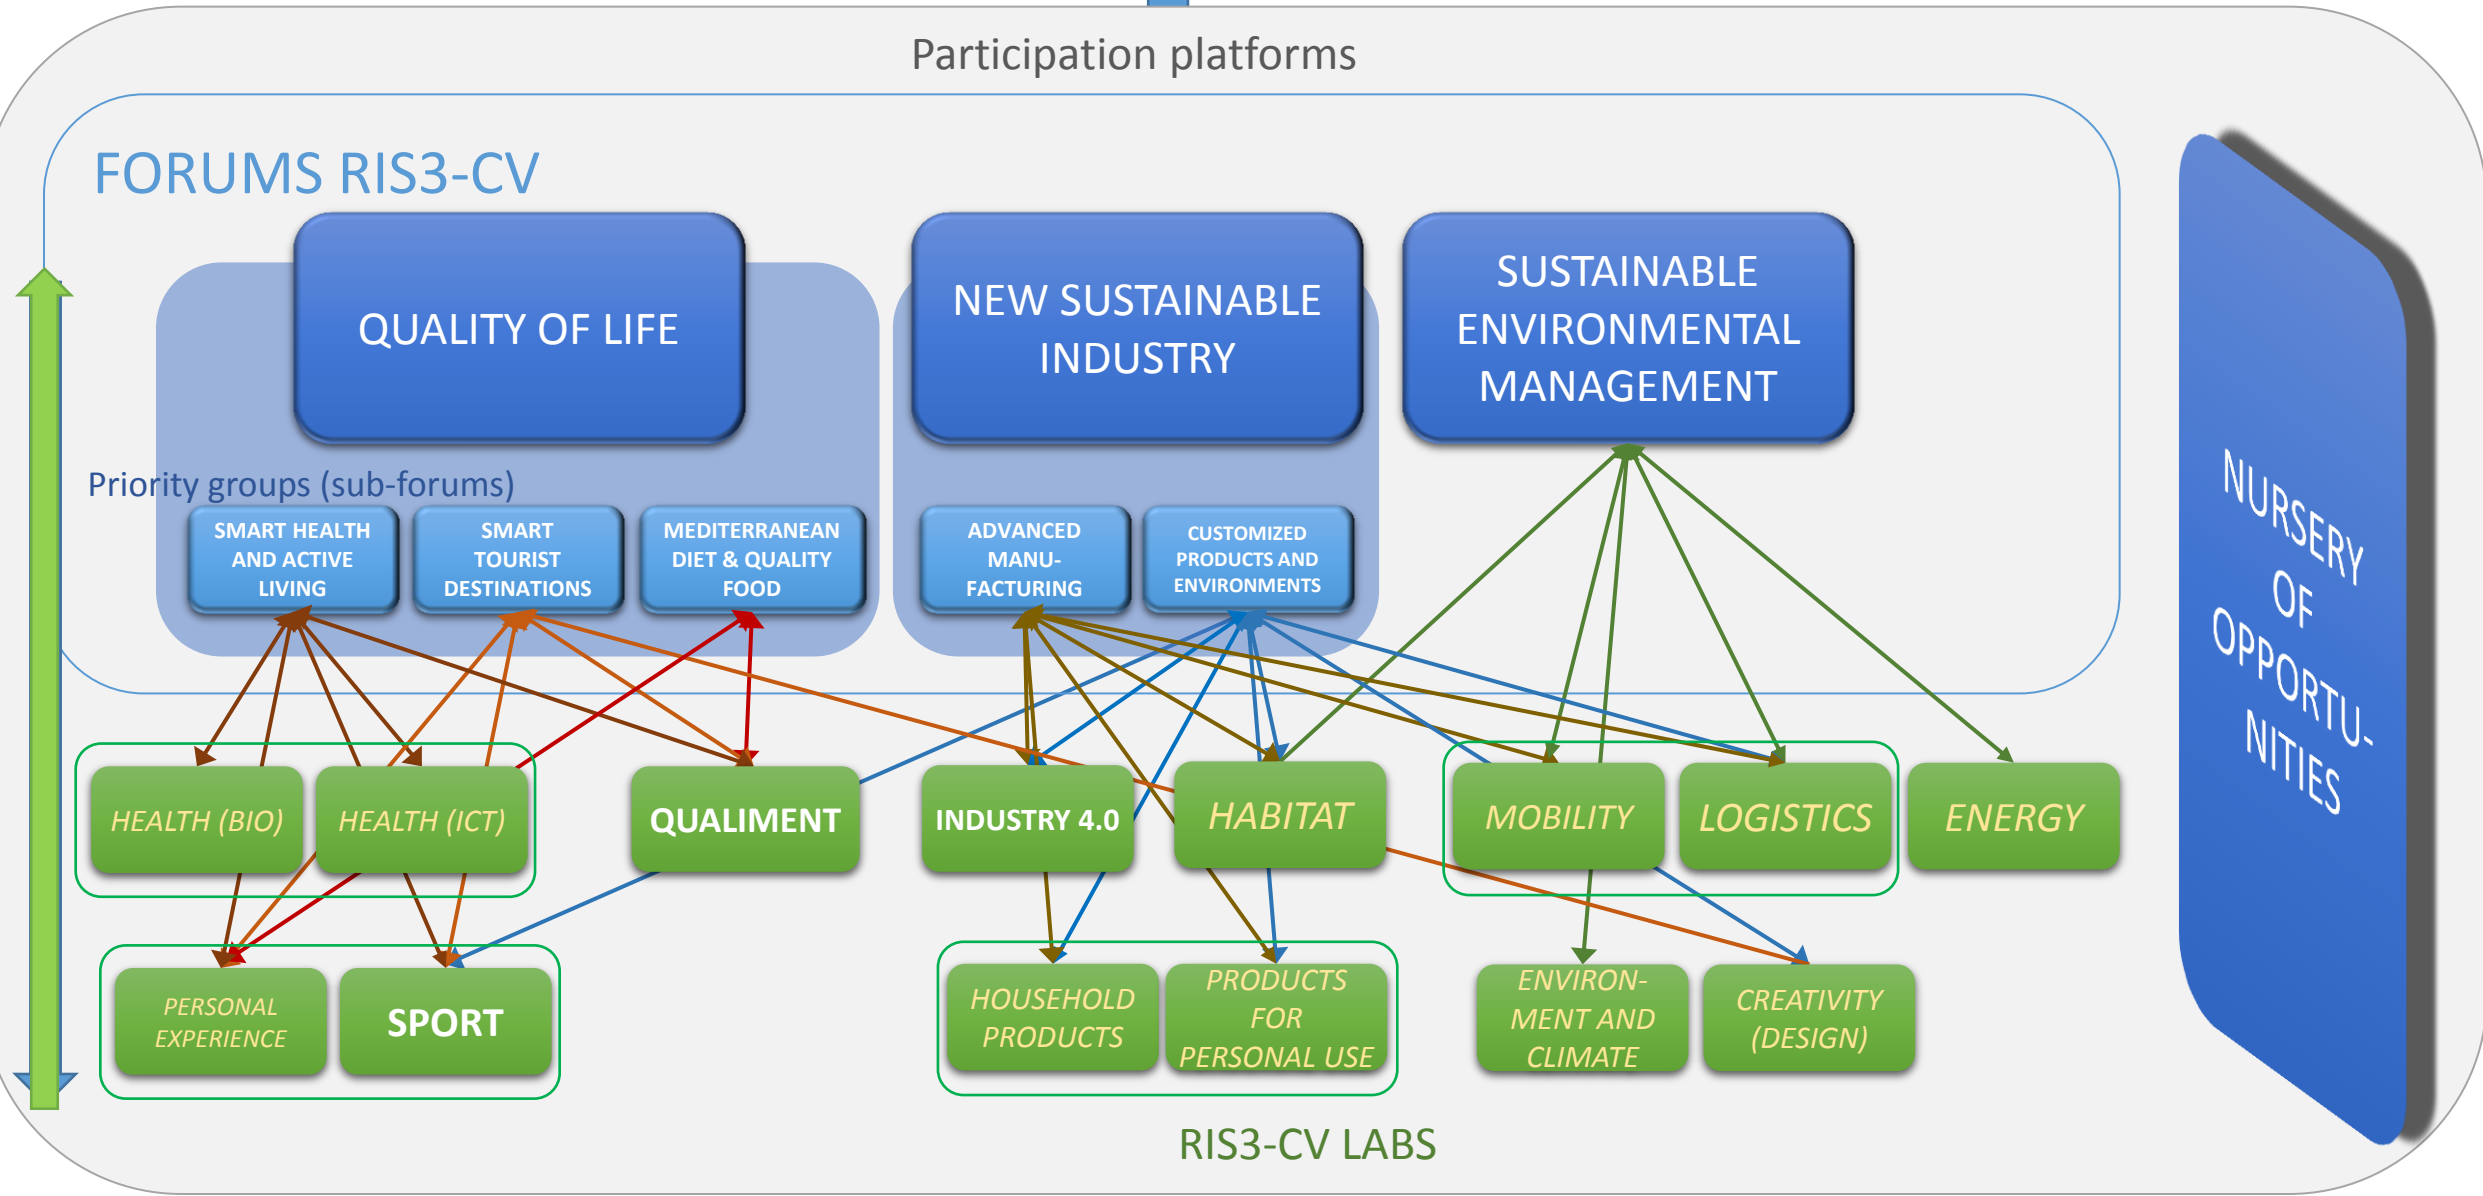 Participation platforms
FORUMS RIS3-CV
QUALITY OF LIFE
NEW SUSTAINABLE
INDUSTRY
SUSTAINABLE
ENVIRONMENTAL
MANAGEMENT
Priority groups (sub-forums)
SMART HEALTH
AND ACTIVE
LIVING
SMART
TOURIST
DESTINATIONS
MEDITERRANEAN
DIET & QUALITY
FOOD
ADVANCED
MANU-
FACTURING
CUSTOMIZED
PRODUCTS AND
ENVIRONMENTS
HEALTH (BIO)
HEALTH (ICT)
QUALIMENT
INDUSTRY 4.0
HABITAT
MOBILITY
LOGISTICS
ENERGY
PERSONAL
EXPERIENCE
SPORT
HOUSEHOLD
PRODUCTS
PRODUCTS
FOR
PERSONAL USE
ENVIRON-
MENT AND
CLIMATE
CREATIVITY
(DESIGN)
RIS3-CV LABS
NURSERY
OF
OPPORTU-
NITIES